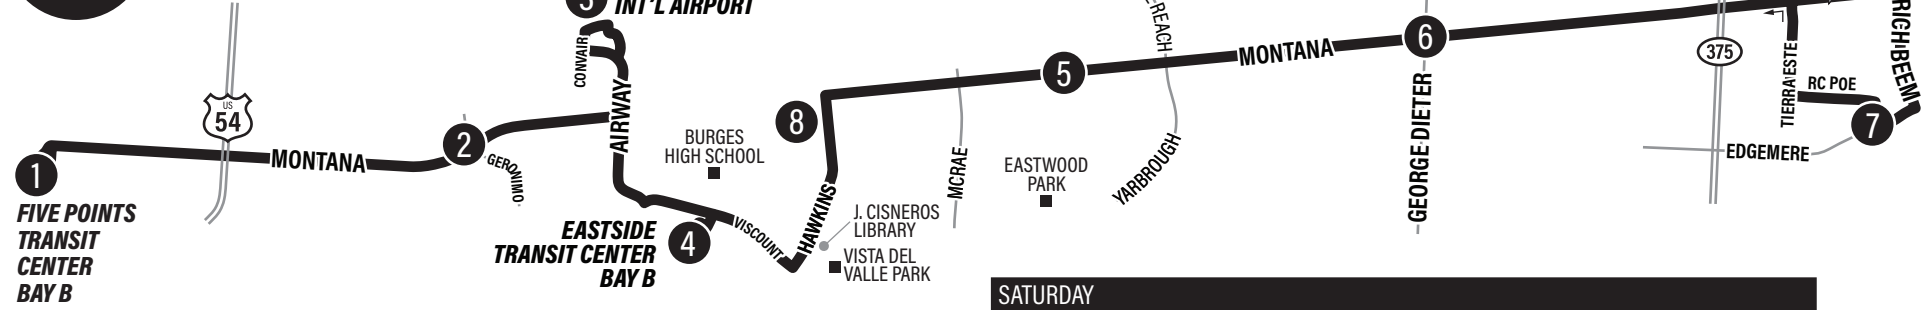 3
INT'L AIRPORT
CONVAIR
US
54
1
FIVE POINTS
TRANSIT
CENTER
BAY B
MONTANA
2
GERONIMO
AIRWAY
BURGES
HIGH SCHOOL
EASTSIDE
TRANSIT CENTER
BAY B
4
VISCOUNT
8
HAWKINS
J. CISNEROS
LIBRARY
VISTA DEL
VALLE PARK
MCRAE
5
EASTWOOD
PARK
REACH
YARBROUGH
MONTANA
6
GEORGE DIETER
375
TIERRA ESTE
RC POE
RICH BEEM
7
EDGEMERE
SATURDAY